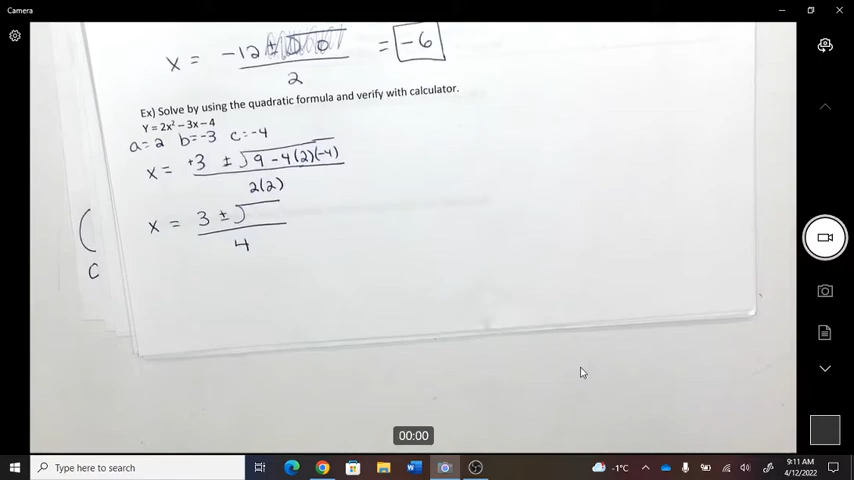 Camera
x = -12 ± √0 = -6
2
Ex) Solve by using the quadratic formula and verify with calculator.
Y = 2x² – 3x – 4
a=2 b=-3 c=-4
x = +3 ± √9 - 4(2)(-4)
2(2)
x = 3 ± √
4
C
00:00
Type here to search
-1°C
9:11 AM
4/12/2022